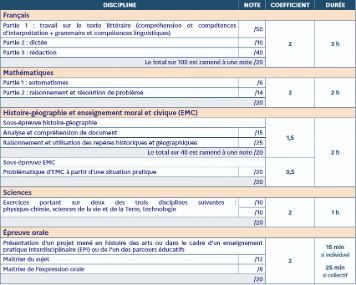 DISCIPLINE NOTE COEFFICIENT DURÉE
Français
Partie 1 : travail sur le texte littéraire (compréhension et compétences
d'interprétation + grammaire et compétences linguistiques) /50
Partie 2 : dictée /10
Partie 3 : rédaction /40
Le total sur 100 est ramené à une note /20
2 3 h
Mathématiques
Partie 1 : automatismes /6
Partie 2 : raisonnement et résolution de problème /14
/20
2 2 h
Histoire-géographie et enseignement moral et civique (EMC)
Sous-épreuve histoire-géographie
Analyse et compréhension de document /15
Raisonnement et utilisation des repères historiques et géographiques /25
Le total sur 40 est ramené à une note /20
1,5
Sous-épreuve EMC
Problématique d'EMC à partir d'une situation pratique /20
/20
0,5
2 h
Sciences
Exercices portant sur deux des trois disciplines suivantes :
physique-chimie, sciences de la vie et de la Terre, technologie
/10
/10
/20
2 1 h
Épreuve orale
Présentation d'un projet mené en histoire des arts ou dans le cadre d'un enseignement
pratique interdisciplinaire (EPI) ou de l'un des parcours éducatifs
Maitrise du sujet /12
Maitrise de l'expression orale /8
/20
2
15 min
si individuel
25 min
si collectif